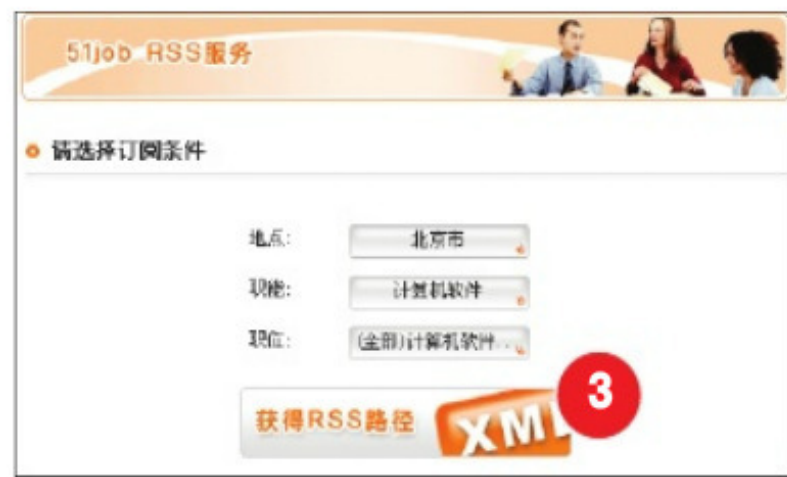 51job RSS服务
请选择订阅条件
地点: 北京市
职能: 计算机软件
职位: (全部)计算机软件...
获得RSS路径 XML
3